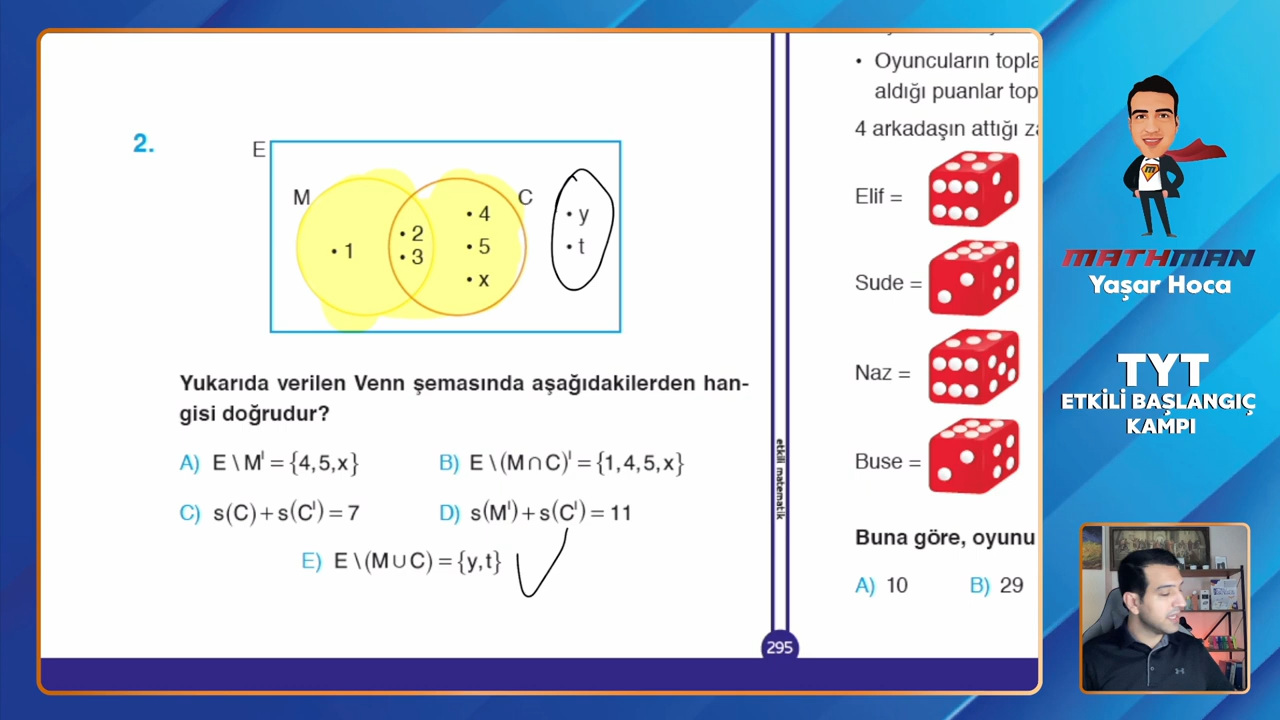 2.
E
M
C
• 1
• 2
• 3
• 4
• 5
• x
• y
• t
Yukarıda verilen Venn şemasında aşağıdakilerden han-
gisi doğrudur?
A) E \ M' = {4,5,x}
B) E \ (M ∩ C)' = {1,4,5,x}
C) s(C) + s(C') = 7
D) s(M') + s(C') = 11
E) E \ (M ∪ C) = {y,t}
etkili matematik
295
• Oyuncuların topla
aldığı puanlar top
4 arkadaşın attığı za
Elif =
Sude =
Naz =
Buse =
Buna göre, oyunu
A) 10
B) 29
MATHMAN
Yaşar Hoca
TYT
ETKİLİ BAŞLANGIÇ
KAMPI